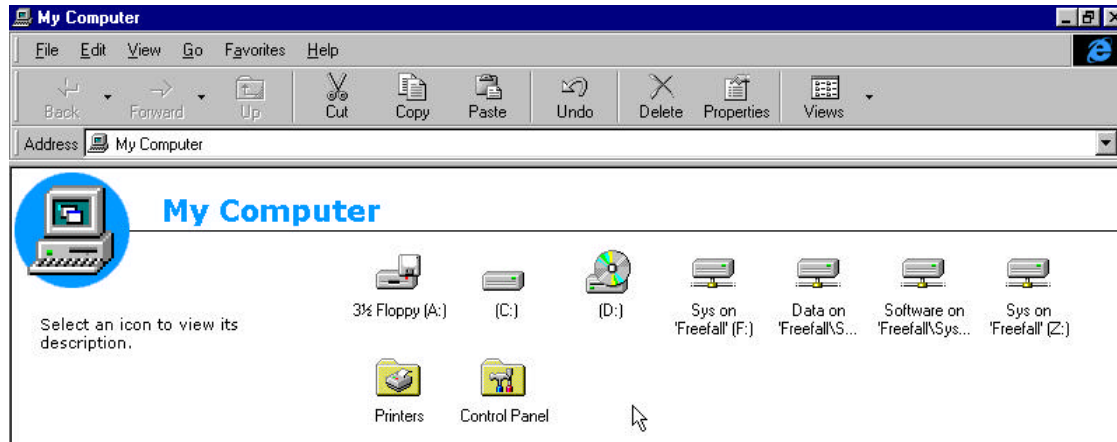 My Computer
File Edit View Go Favorites Help
Back Forward Up Cut Copy Paste Undo Delete Properties Views
Address My Computer
My Computer
3½ Floppy (A:) (C:) (D:) Sys on 'Freefall' (F:) Data on 'Freefall\S... Software on 'Freefall\Sys... Sys on 'Freefall' (Z:)
Select an icon to view its
description.
Printers Control Panel